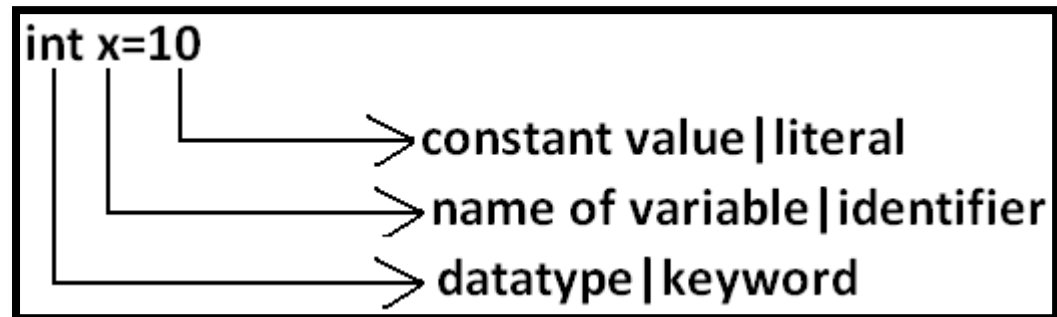 int x=10
constant value|literal
name of variable|identifier
datatype|keyword